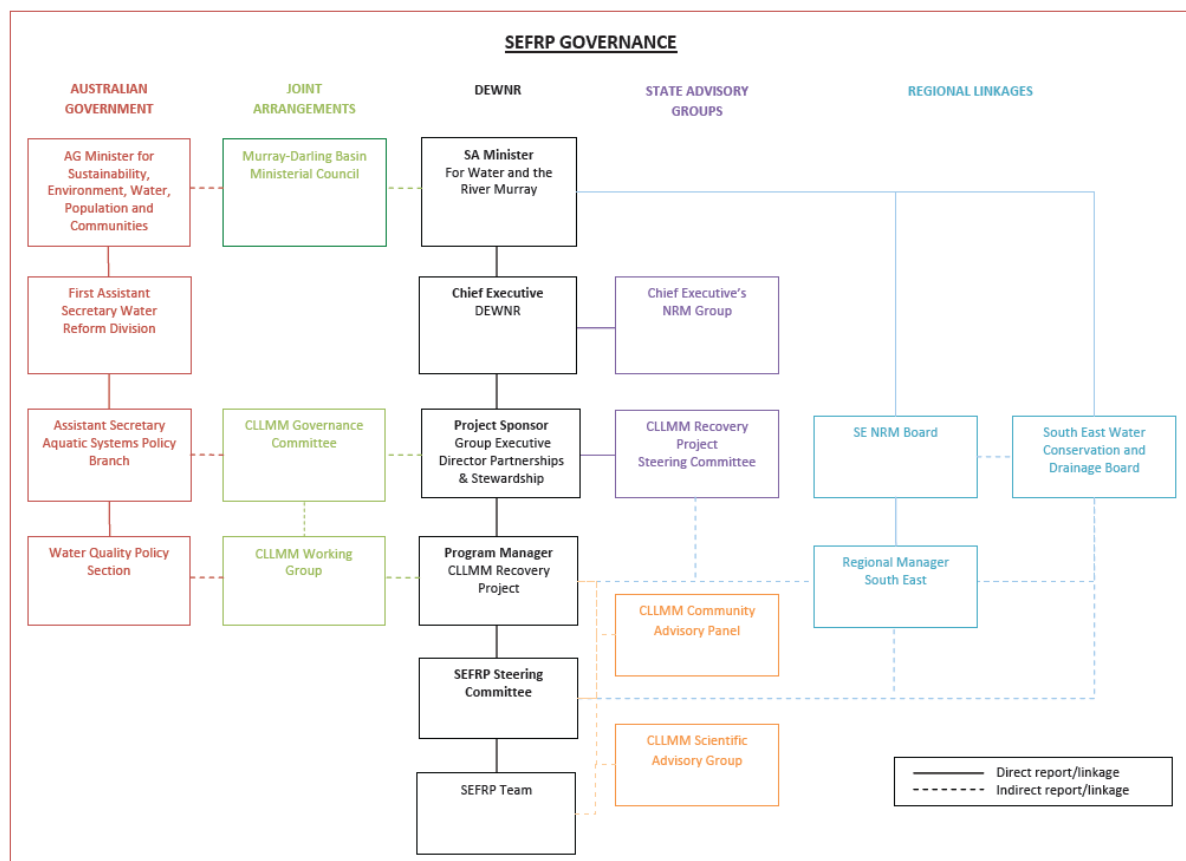 SEFRP GOVERNANCE
AUSTRALIAN
GOVERNMENT
JOINT
ARRANGEMENTS
DEWNR
STATE ADVISORY
GROUPS
REGIONAL LINKAGES
AG Minister for
Sustainability,
Environment, Water,
Population and
Communities
Murray-Darling Basin
Ministerial Council
SA Minister
For Water and the
River Murray
First Assistant
Secretary Water
Reform Division
Chief Executive
DEWNR
Chief Executive's
NRM Group
Assistant Secretary
Aquatic Systems Policy
Branch
CLLMM Governance
Committee
Project Sponsor
Group Executive
Director Partnerships
& Stewardship
CLLMM Recovery
Project
Steering Committee
SE NRM Board
South East Water
Conservation and
Drainage Board
Water Quality Policy
Section
CLLMM Working
Group
Program Manager
CLLMM Recovery
Project
Regional Manager
South East
CLLMM Community
Advisory Panel
SEFRP Steering
Committee
CLLMM Scientific
Advisory Group
SEFRP Team
Direct report/linkage
Indirect report/linkage